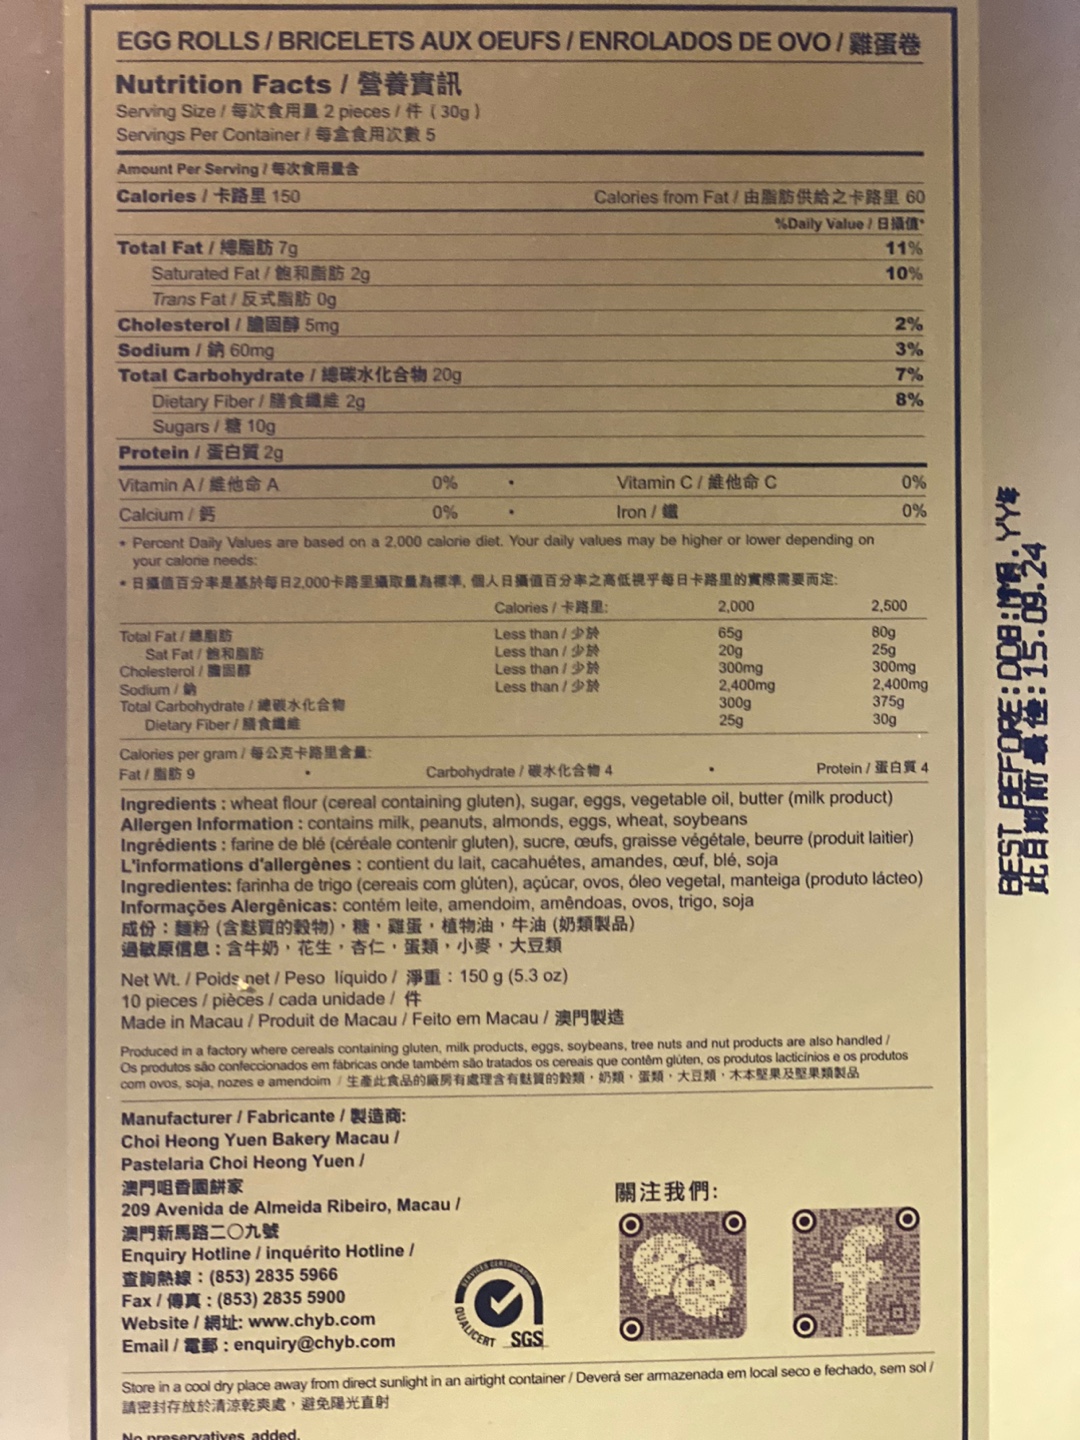 EGG ROLLS / BRICELETS AUX OEUFS / ENROLADOS DE OVO / 雞蛋卷
Nutrition Facts / 營養資訊
Serving Size / 每次食用量 2 pieces / 件 ( 30g )
Servings Per Container / 每盒食用次數 5
Amount Per Serving / 每次食用量含
Calories / 卡路里 150 Calories from Fat / 由脂肪供給之卡路里 60
%Daily Value / 日攝值*
Total Fat / 總脂肪 7g 11%
Saturated Fat / 飽和脂肪 2g 10%
Trans Fat / 反式脂肪 0g
Cholesterol / 膽固醇 5mg 2%
Sodium / 鈉 60mg 3%
Total Carbohydrate / 總碳水化合物 20g 7%
Dietary Fiber / 膳食纖維 2g 8%
Sugars / 糖 10g
Protein / 蛋白質 2g
Vitamin A / 維他命 A 0% • Vitamin C / 維他命 C 0%
Calcium / 鈣 0% • Iron / 鐵 0%
* Percent Daily Values are based on a 2,000 calorie diet. Your daily values may be higher or lower depending on
your calorie needs:
* 日攝值百分率是基於每日2,000卡路里攝取量為標準, 個人日攝值百分率之高低視乎每日卡路里的實際需要而定:
Calories / 卡路里: 2,000 2,500
Total Fat / 總脂肪 Less than / 少於 65g 80g
Sat Fat / 飽和脂肪 Less than / 少於 20g 25g
Cholesterol / 膽固醇 Less than / 少於 300mg 300mg
Sodium / 鈉 Less than / 少於 2,400mg 2,400mg
Total Carbohydrate / 總碳水化合物 300g 375g
Dietary Fiber / 膳食纖維 25g 30g
Calories per gram / 每公克卡路里含量:
Fat / 脂肪 9 • Carbohydrate / 碳水化合物 4 • Protein / 蛋白質 4
Ingredients : wheat flour (cereal containing gluten), sugar, eggs, vegetable oil, butter (milk product)
Allergen Information : contains milk, peanuts, almonds, eggs, wheat, soybeans
Ingrédients : farine de blé (céréale contenir gluten), sucre, œufs, graisse végétale, beurre (produit laitier)
L'informations d'allergènes : contient du lait, cacahuétes, amandes, œuf, blé, soja
Ingredientes: farinha de trigo (cereais com glúten), açúcar, ovos, óleo vegetal, manteiga (produto lácteo)
Informações Alergênicas: contém leite, amendoim, amêndoas, ovos, trigo, soja
成份：麵粉 (含麩質的穀物)，糖，雞蛋，植物油，牛油 (奶類製品)
過敏原信息：含牛奶，花生，杏仁，蛋類，小麥，大豆類
Net Wt. / Poids net / Peso líquido / 淨重：150 g (5.3 oz)
10 pieces / pièces / cada unidade / 件
Made in Macau / Produit de Macau / Feito em Macau / 澳門製造
Produced in a factory where cereals containing gluten, milk products, eggs, soybeans, tree nuts and nut products are also handled /
Os produtos são confeccionados em fábricas onde também são tratados os cereais que contêm glúten, os produtos lacticínios e os produtos
com ovos, soja, nozes e amendoim / 生產此食品的廠房有處理含有麩質的穀類，奶類，蛋類，大豆類，木本堅果及堅果類製品
Manufacturer / Fabricante / 製造商:
Choi Heong Yuen Bakery Macau /
Pastelaria Choi Heong Yuen /
澳門咀香園餅家
209 Avenida de Almeida Ribeiro, Macau /
澳門新馬路二〇九號
Enquiry Hotline / inquérito Hotline /
查詢熱線：(853) 2835 5966
Fax / 傳真：(853) 2835 5900
Website / 網址: www.chyb.com
Email / 電郵：enquiry@chyb.com
SERVICES CERTIFICATION
QUALICERT SGS
關注我們:
Store in a cool dry place away from direct sunlight in an airtight container / Deverá ser armazenada em local seco e fechado, sem sol /
請密封存放於清涼乾爽處，避免陽光直射
No preservatives added.
BEST BEFORE:
此日期前最佳:15.09.24